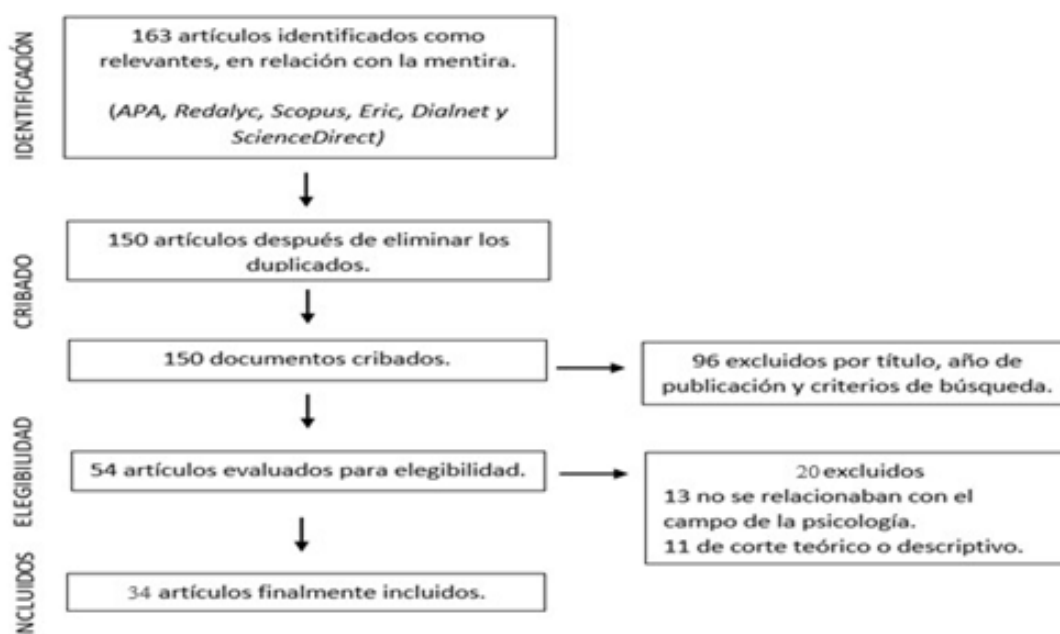 IDENTIFICACIÓN
163 artículos identificados como
relevantes, en relación con la mentira.
(APA, Redalyc, Scopus, Eric, Dialnet y
ScienceDirect)
CRIBADO
150 artículos después de eliminar los
duplicados.
150 documentos cribados.
96 excluidos por título, año de
publicación y criterios de búsqueda.
ELEGIBILIDAD
54 artículos evaluados para elegibilidad.
20 excluidos
13 no se relacionaban con el
campo de la psicología.
11 de corte teórico o descriptivo.
NCLUIDOS
34 artículos finalmente incluidos.